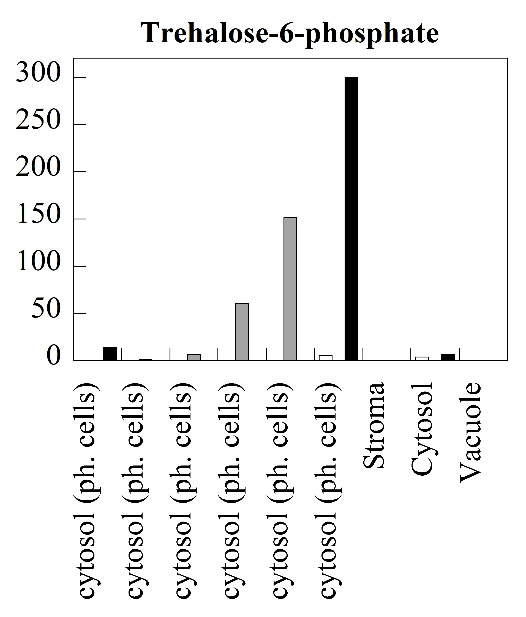 Trehalose-6-phosphate
300
250
200
150
100
50
0
cytosol (ph. cells)
cytosol (ph. cells)
cytosol (ph. cells)
cytosol (ph. cells)
cytosol (ph. cells)
cytosol (ph. cells)
Stroma
Cytosol
Vacuole